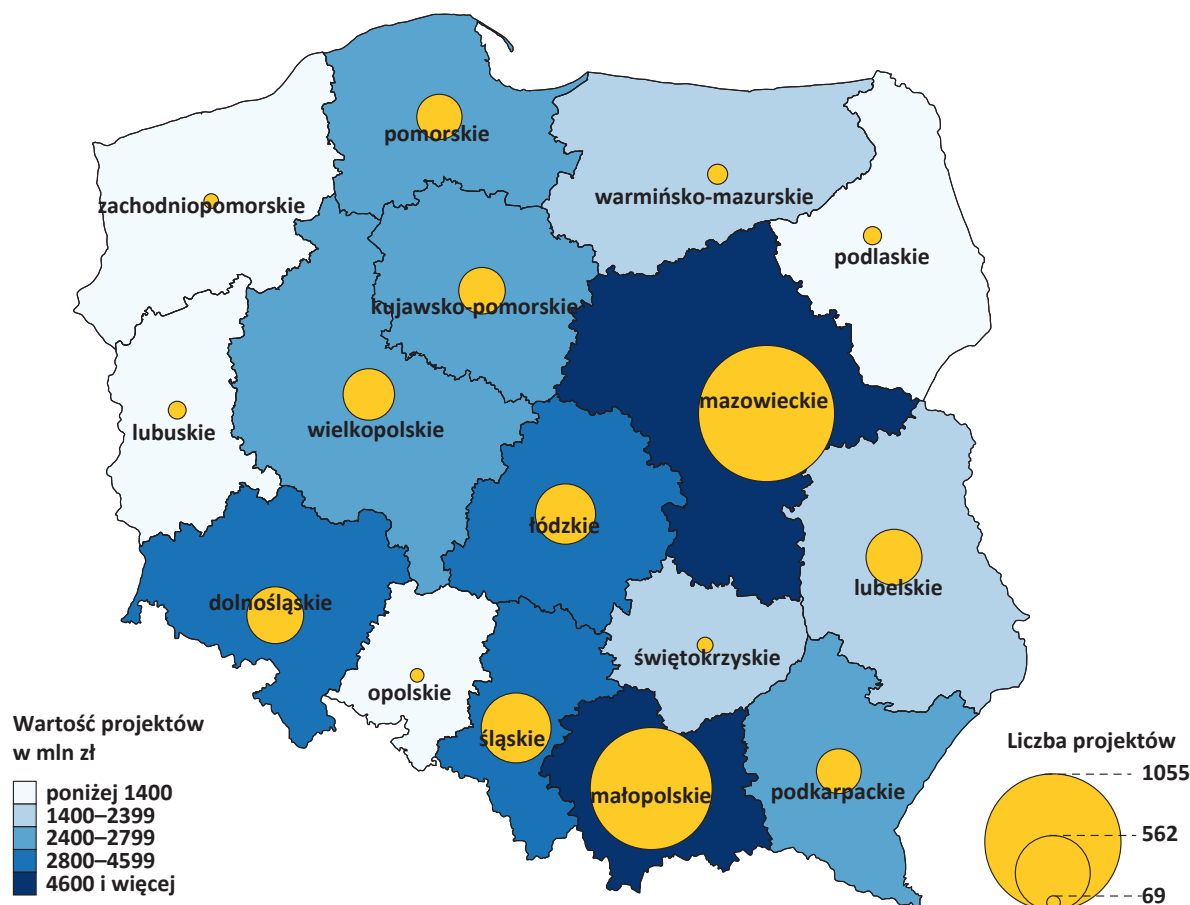 pomorskie
zachodniopomorskie
warmińsko-mazurskie
podlaskie
kujawsko-pomorskie
mazowieckie
lubuskie
wielkopolskie
łódzkie
lubelskie
dolnośląskie
świętokrzyskie
opolskie
śląskie
małopolskie
podkarpackie
Wartość projektów
w mln zł
poniżej 1400
1400–2399
2400–2799
2800–4599
4600 i więcej
Liczba projektów
1055
562
69